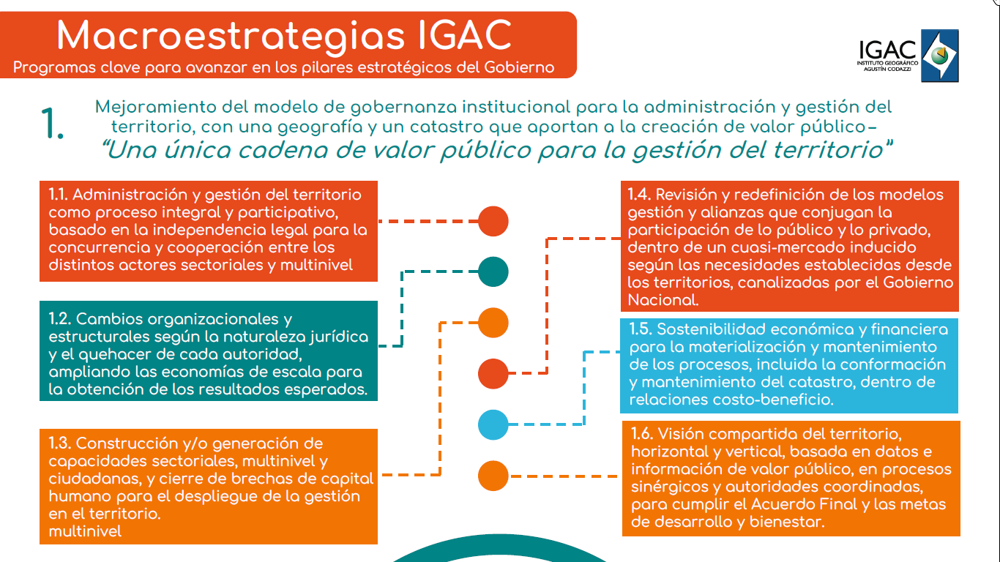 Macroestrategias IGAC
Programas clave para avanzar en los pilares estratégicos del Gobierno
IGAC
INSTITUTO GEOGRÁFICO
AGUSTÍN CODAZZI
1.
Mejoramiento del modelo de gobernanza institucional para la administración y gestión del
territorio, con una geografía y un catastro que aportan a la creación de valor público–
“Una única cadena de valor público para la gestión del territorio”
1.1. Administración y gestión del territorio
como proceso integral y participativo,
basado en la independencia legal para la
concurrencia y cooperación entre los
distintos actores sectoriales y multinivel
1.2. Cambios organizacionales y
estructurales según la naturaleza jurídica
y el quehacer de cada autoridad,
ampliando las economías de escala para
la obtención de los resultados esperados.
1.3. Construcción y/o generación de
capacidades sectoriales, multinivel y
ciudadanas, y cierre de brechas de capital
humano para el despliegue de la gestión
en el territorio.
multinivel
1.4. Revisión y redefinición de los modelos
gestión y alianzas que conjugan la
participación de lo público y lo privado,
dentro de un cuasi-mercado inducido
según las necesidades establecidas desde
los territorios, canalizadas por el Gobierno
Nacional.
1.5. Sostenibilidad económica y financiera
para la materialización y mantenimiento
de los procesos, incluida la conformación
y mantenimiento del catastro, dentro de
relaciones costo-beneficio.
1.6. Visión compartida del territorio,
horizontal y vertical, basada en datos e
información de valor público, en procesos
sinérgicos y autoridades coordinadas,
para cumplir el Acuerdo Final y las metas
de desarrollo y bienestar.